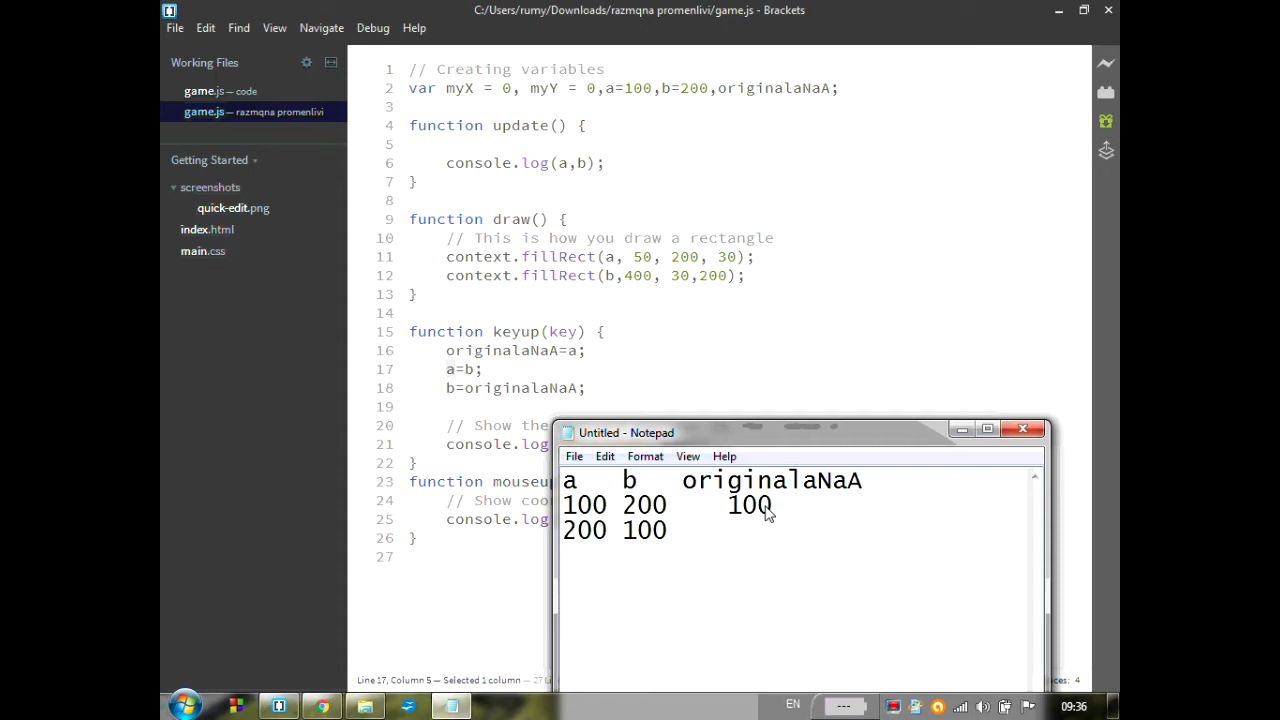 C:/Users/rumy/Downloads/razmqna promenlivi/game.js - Brackets
File Edit Find View Navigate Debug Help
Working Files
game.js — code
game.js — razmqna promenlivi
Getting Started
screenshots
quick-edit.png
index.html
main.css
1 // Creating variables
2 var myX = 0, myY = 0,a=100,b=200,originalaNaA;
3
4 function update() {
5
6 console.log(a,b);
7 }
8
9 function draw() {
10 // This is how you draw a rectangle
11 context.fillRect(a, 50, 200, 30);
12 context.fillRect(b,400, 30,200);
13 }
14
15 function keyup(key) {
16 originalaNaA=a;
17 a=b;
18 b=originalaNaA;
19
20 // Show the
21 console.log
22 }
23 function mouseup
24 // Show coo
25 console.log
26 }
27
Untitled - Notepad
File Edit Format View Help
a b originalaNaA
100 200 100
200 100
Line 17, Column 5 — Selected 1 column — 27 Li
aces: 4
EN
09:36